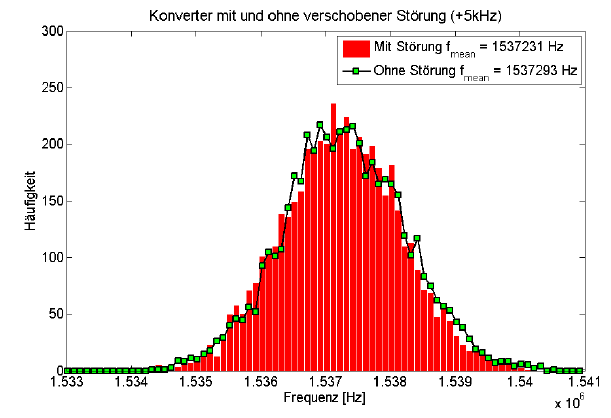 Konverter mit und ohne verschobener Störung (+5kHz)
300
Mit Störung fmean = 1537231 Hz
Ohne Störung fmean = 1537293 Hz
250
200
150
100
50
0
Häufigkeit
1.533 1.534 1.535 1.536 1.537 1.538 1.539 1.54 1.541
Frequenz [Hz]
x 10^6